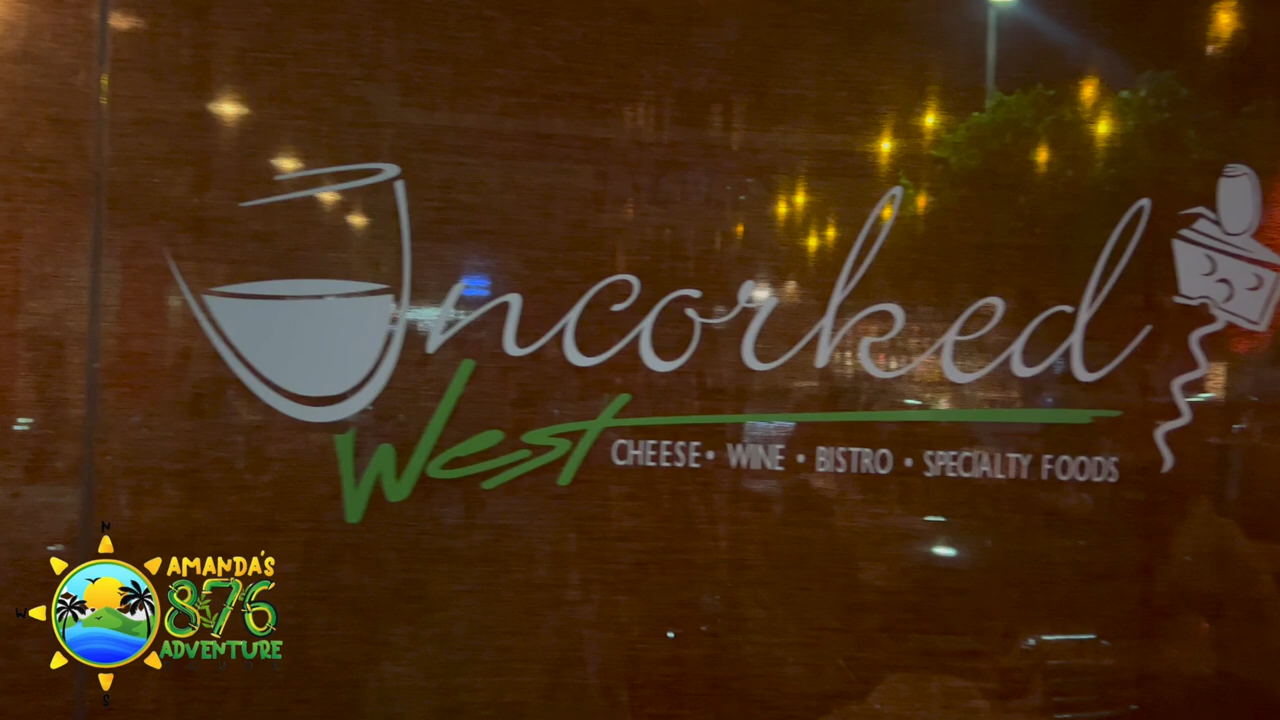 Uncorked
West
CHEESE • WINE • BISTRO • SPECIALTY FOODS
N
W
S
AMANDA'S
876
ADVENTURE